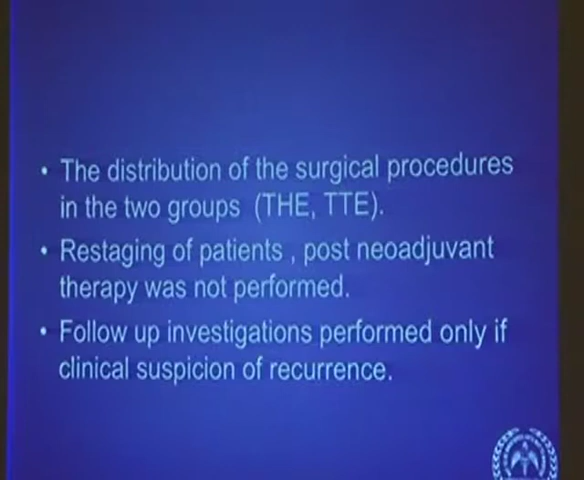 • The distribution of the surgical procedures
in the two groups (THE, TTE).
• Restaging of patients , post neoadjuvant
therapy was not performed.
• Follow up investigations performed only if
clinical suspicion of recurrence.